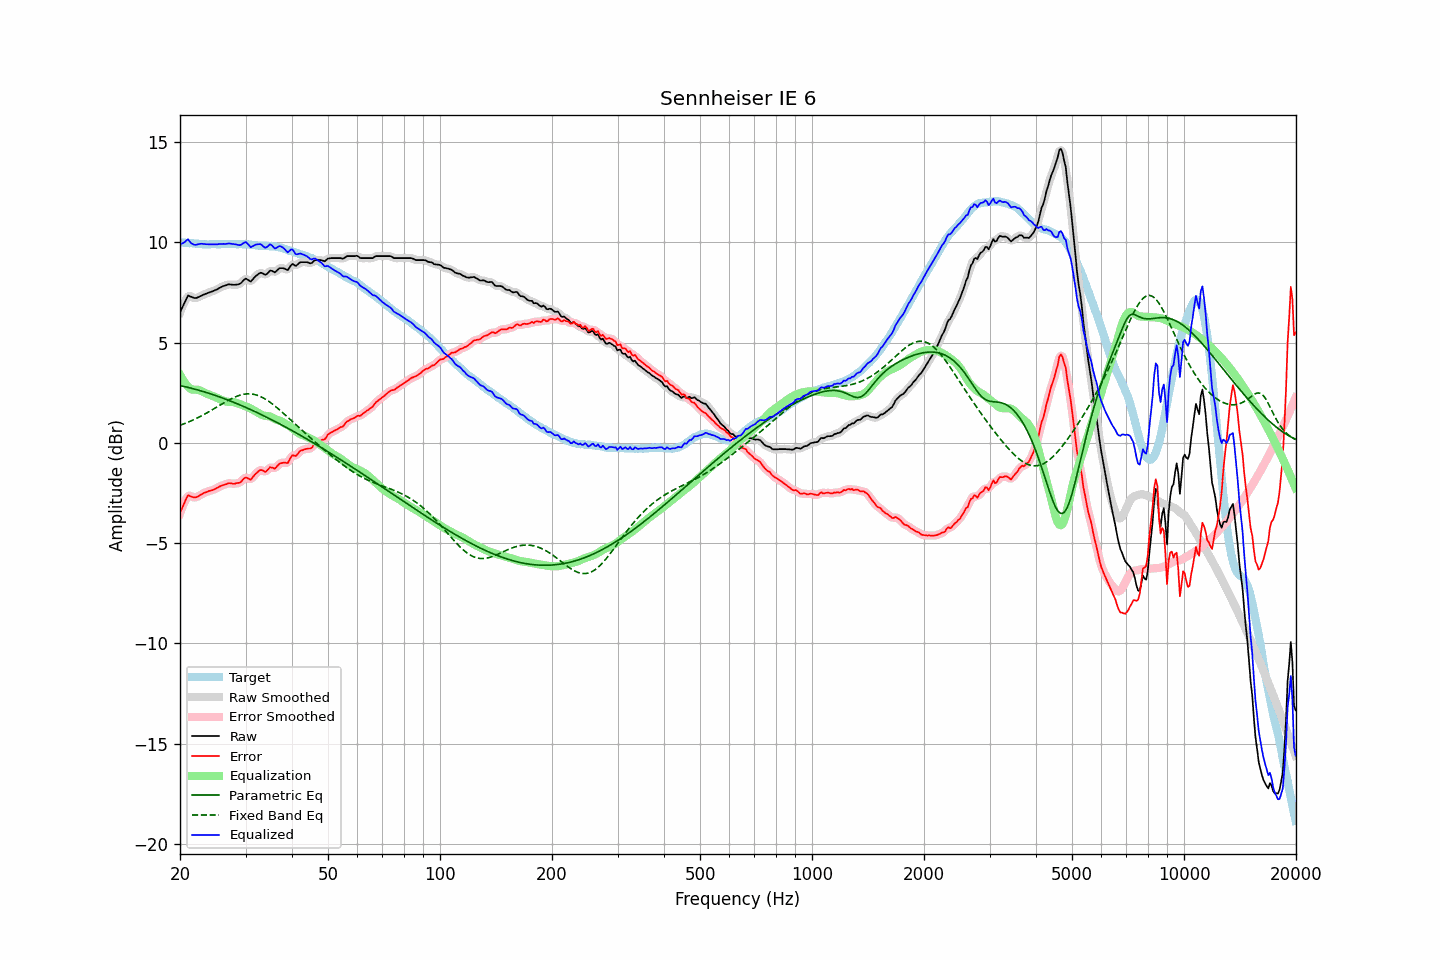 Sennheiser IE 6
Amplitude (dBr)
15
10
5
0
−5
−10
−15
−20
Target
Raw Smoothed
Error Smoothed
Raw
Error
Equalization
Parametric Eq
Fixed Band Eq
Equalized
20 50 100 200 500 1000 2000 5000 10000 20000
Frequency (Hz)